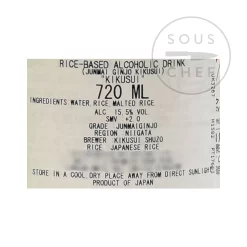 SOUS
CHEF
RICE-BASED ALCOHOLIC DRINK
(JUNMAI GINJO KIKUSUI)
"KIKUSUI"
720 ML
INGREDIENTS:WATER, RICE, MALTED RICE
ALC 15.5% VOL
SMV +2.0
GRADE JUNMAIGINJO
REGION NIIGATA
BREWER KIKUSUI SHUZO
RICE JAPANESE RICE
STORE IN A COOL, DRY PLACE AWAY FROM DIRECT SUNLIGHT
PRODUCT OF JAPAN